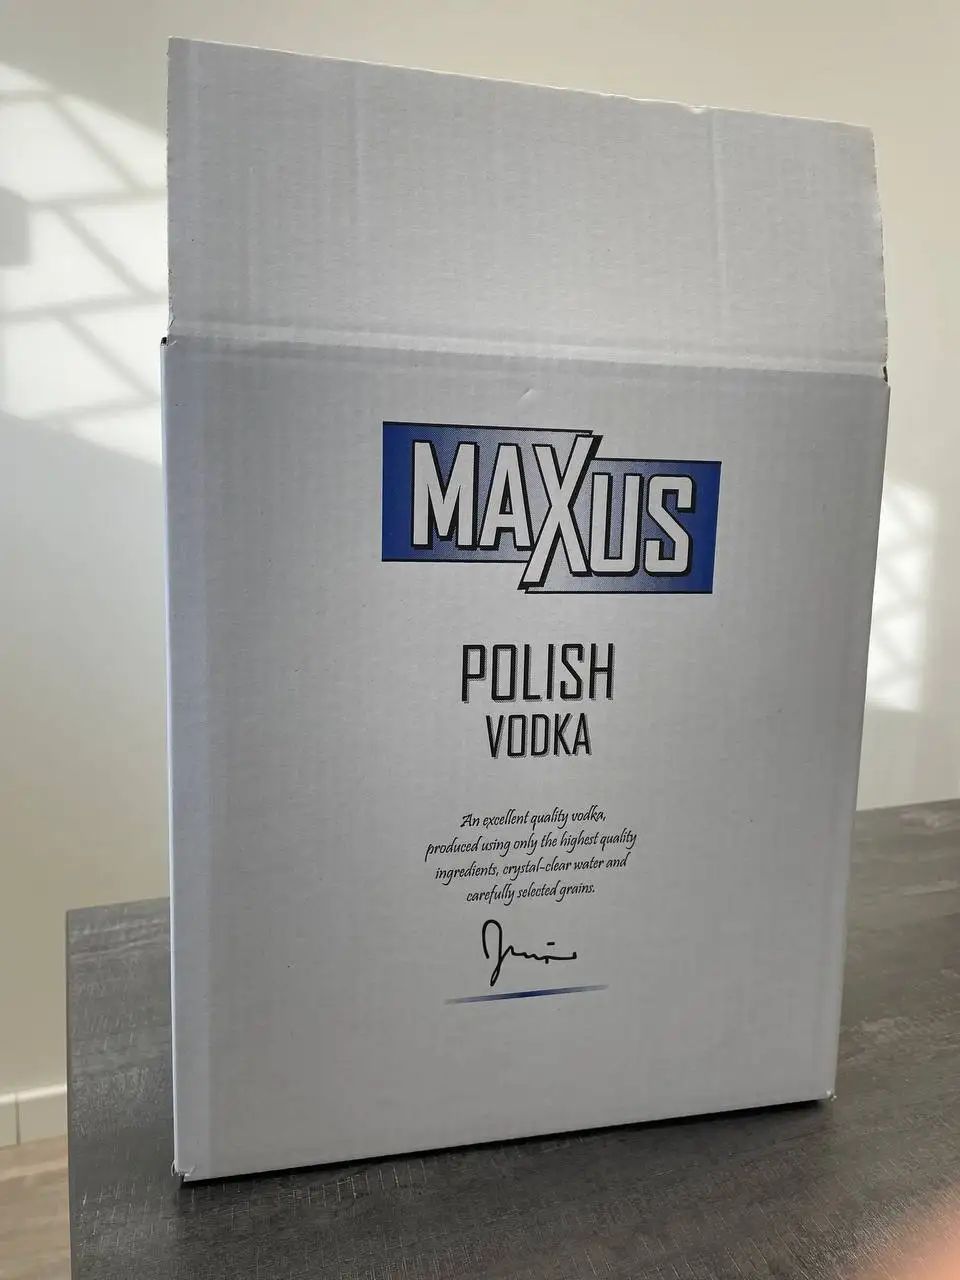 MAXUS
POLISH
VODKA
An excellent quality vodka,
produced using only the highest quality
ingredients, crystal-clear water and
carefully selected grains.